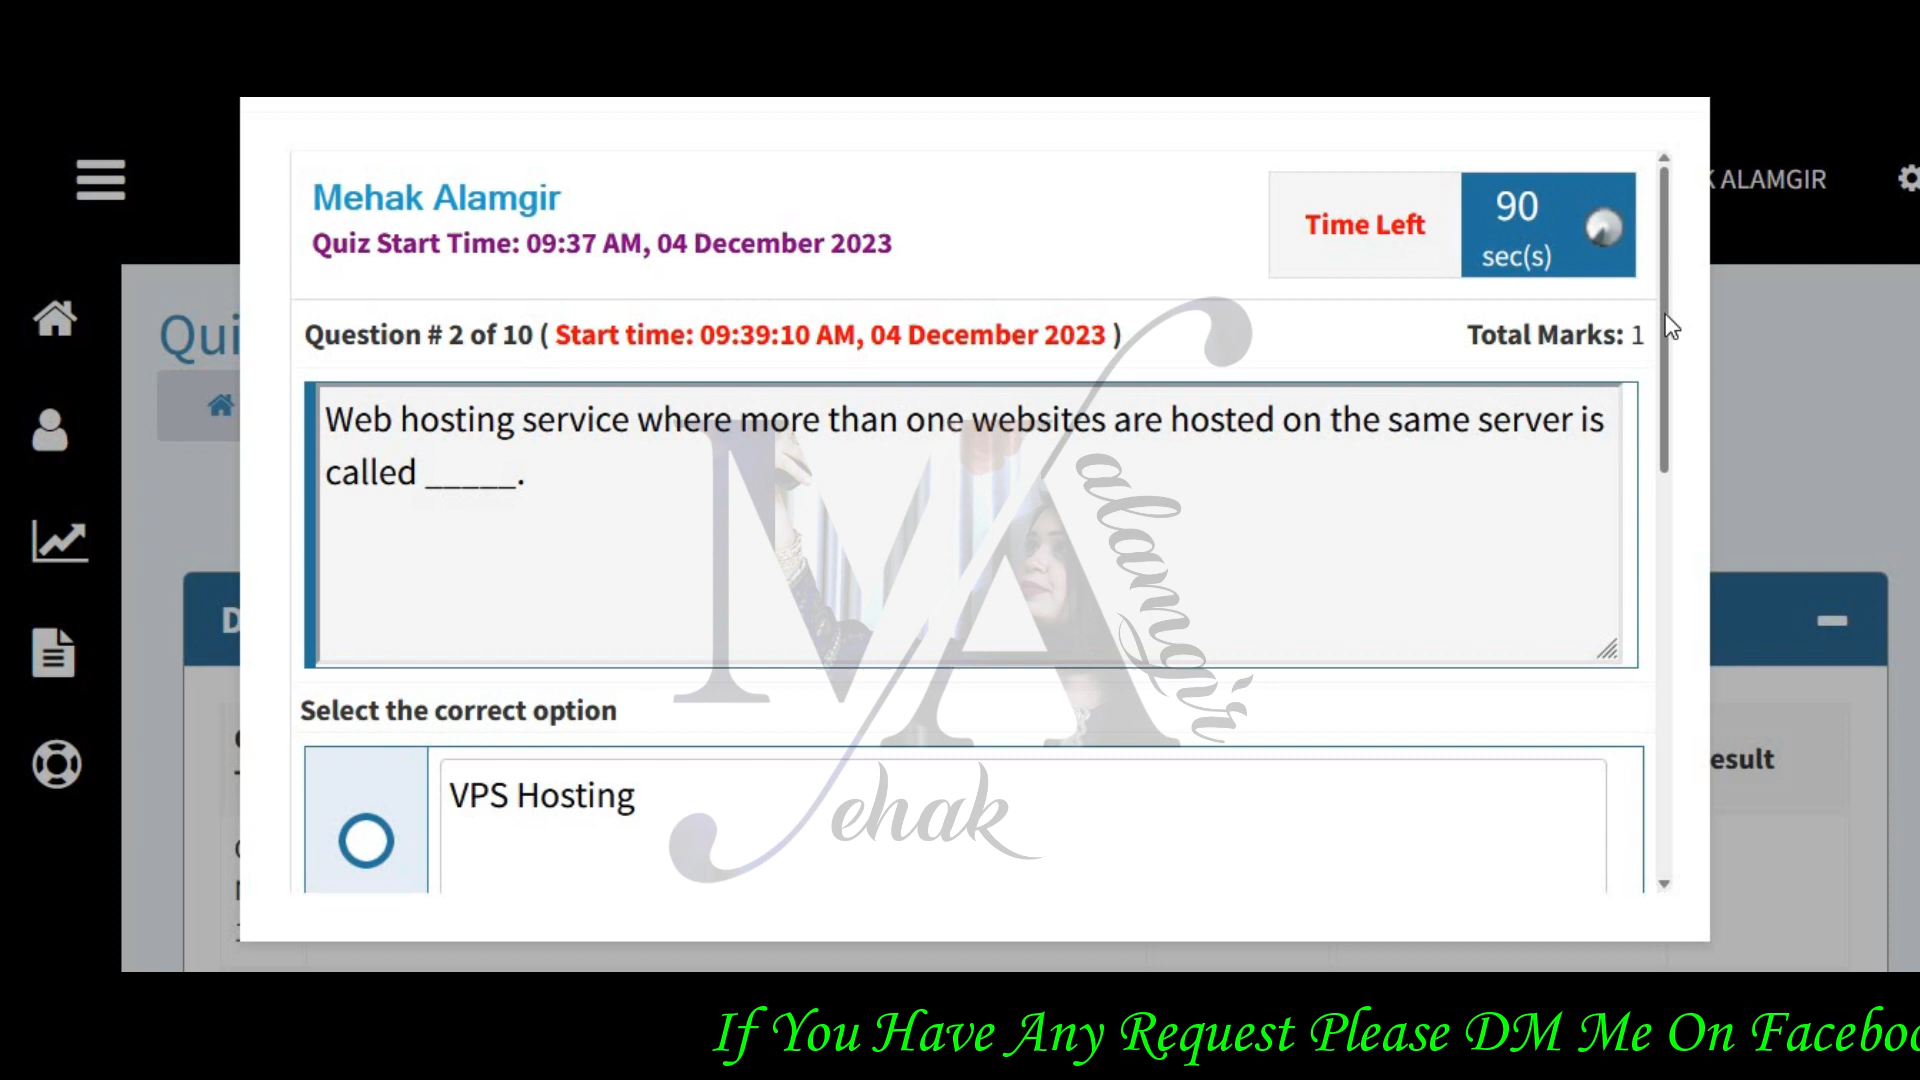 K ALAMGIR
Mehak Alamgir
Quiz Start Time: 09:37 AM, 04 December 2023
Time Left
90
sec(s)
Question # 2 of 10 ( Start time: 09:39:10 AM, 04 December 2023 )
Total Marks: 1
Qui
Web hosting service where more than one websites are hosted on the same server is
called _____.
D
Select the correct option
VPS Hosting
esult
MA
alamgir
ehak
If You Have Any Request Please DM Me On Faceboo